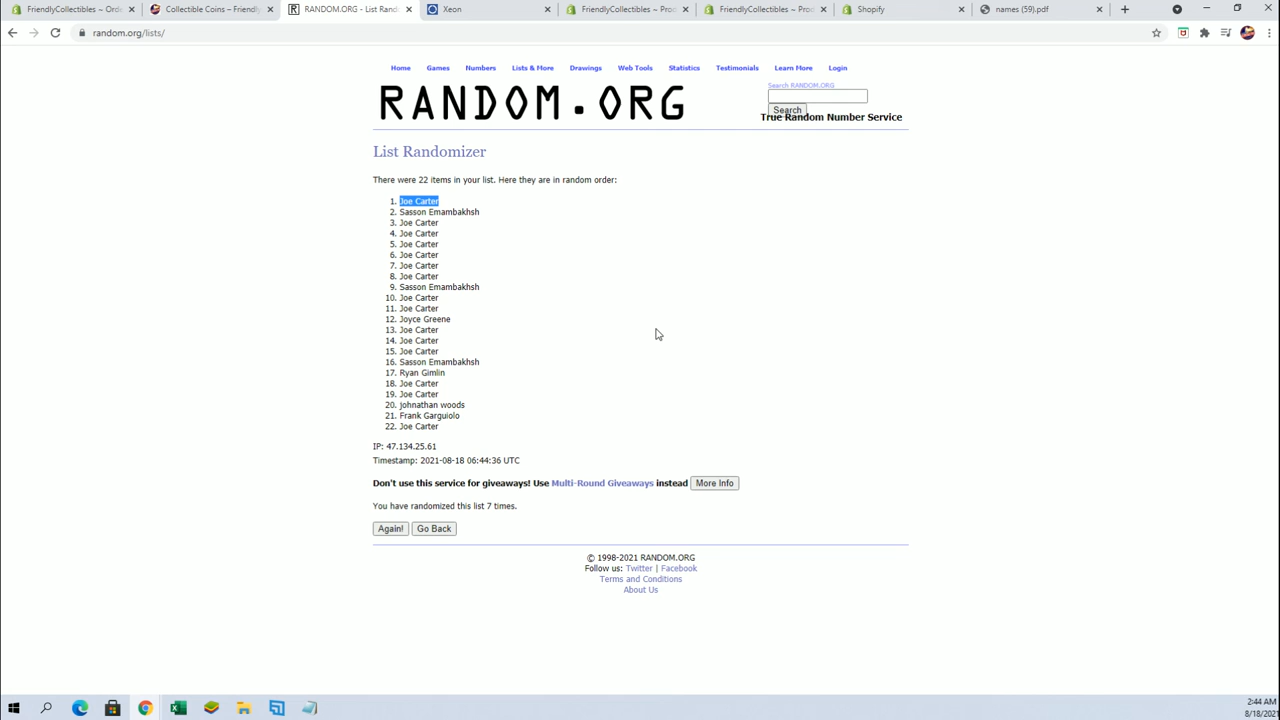 FriendlyCollectibles ~ Orde
Collectible Coins – Friendly
RANDOM.ORG - List Rando
Xeon
FriendlyCollectibles ~ Pro
FriendlyCollectibles ~ Pro
Shopify
names (59).pdf
random.org/lists/
Home Games Numbers Lists & More Drawings Web Tools Statistics Testimonials Learn More Login
Search RANDOM.ORG
RANDOM.ORG
Search
True Random Number Service
List Randomizer
There were 22 items in your list. Here they are in random order:
1. Joe Carter
2. Sasson Emambakhsh
3. Joe Carter
4. Joe Carter
5. Joe Carter
6. Joe Carter
7. Joe Carter
8. Joe Carter
9. Sasson Emambakhsh
10. Joe Carter
11. Joe Carter
12. Joyce Greene
13. Joe Carter
14. Joe Carter
15. Joe Carter
16. Sasson Emambakhsh
17. Ryan Gimlin
18. Joe Carter
19. Joe Carter
20. johnathan woods
21. Frank Garguiolo
22. Joe Carter
IP: 47.134.25.61
Timestamp: 2021-08-18 06:44:36 UTC
Don't use this service for giveaways! Use Multi-Round Giveaways instead More Info
You have randomized this list 7 times.
Again! Go Back
© 1998-2021 RANDOM.ORG
Follow us: Twitter | Facebook
Terms and Conditions
About Us
2:44 AM
8/18/2021